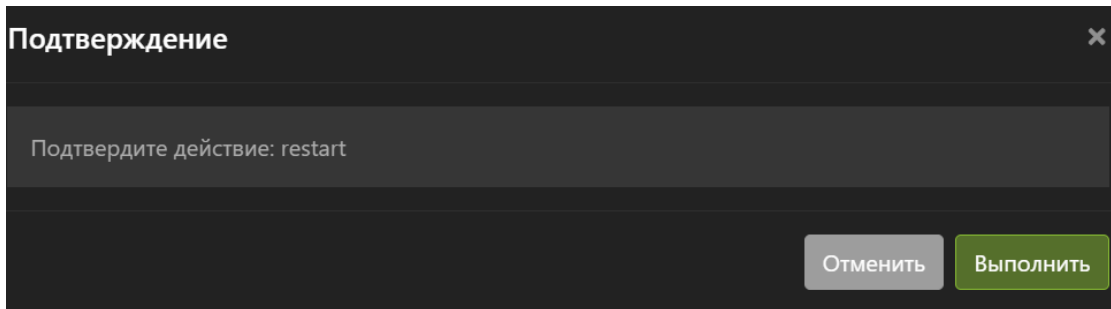 Подтверждение
Подтвердите действие: restart
Отменить Выполнить